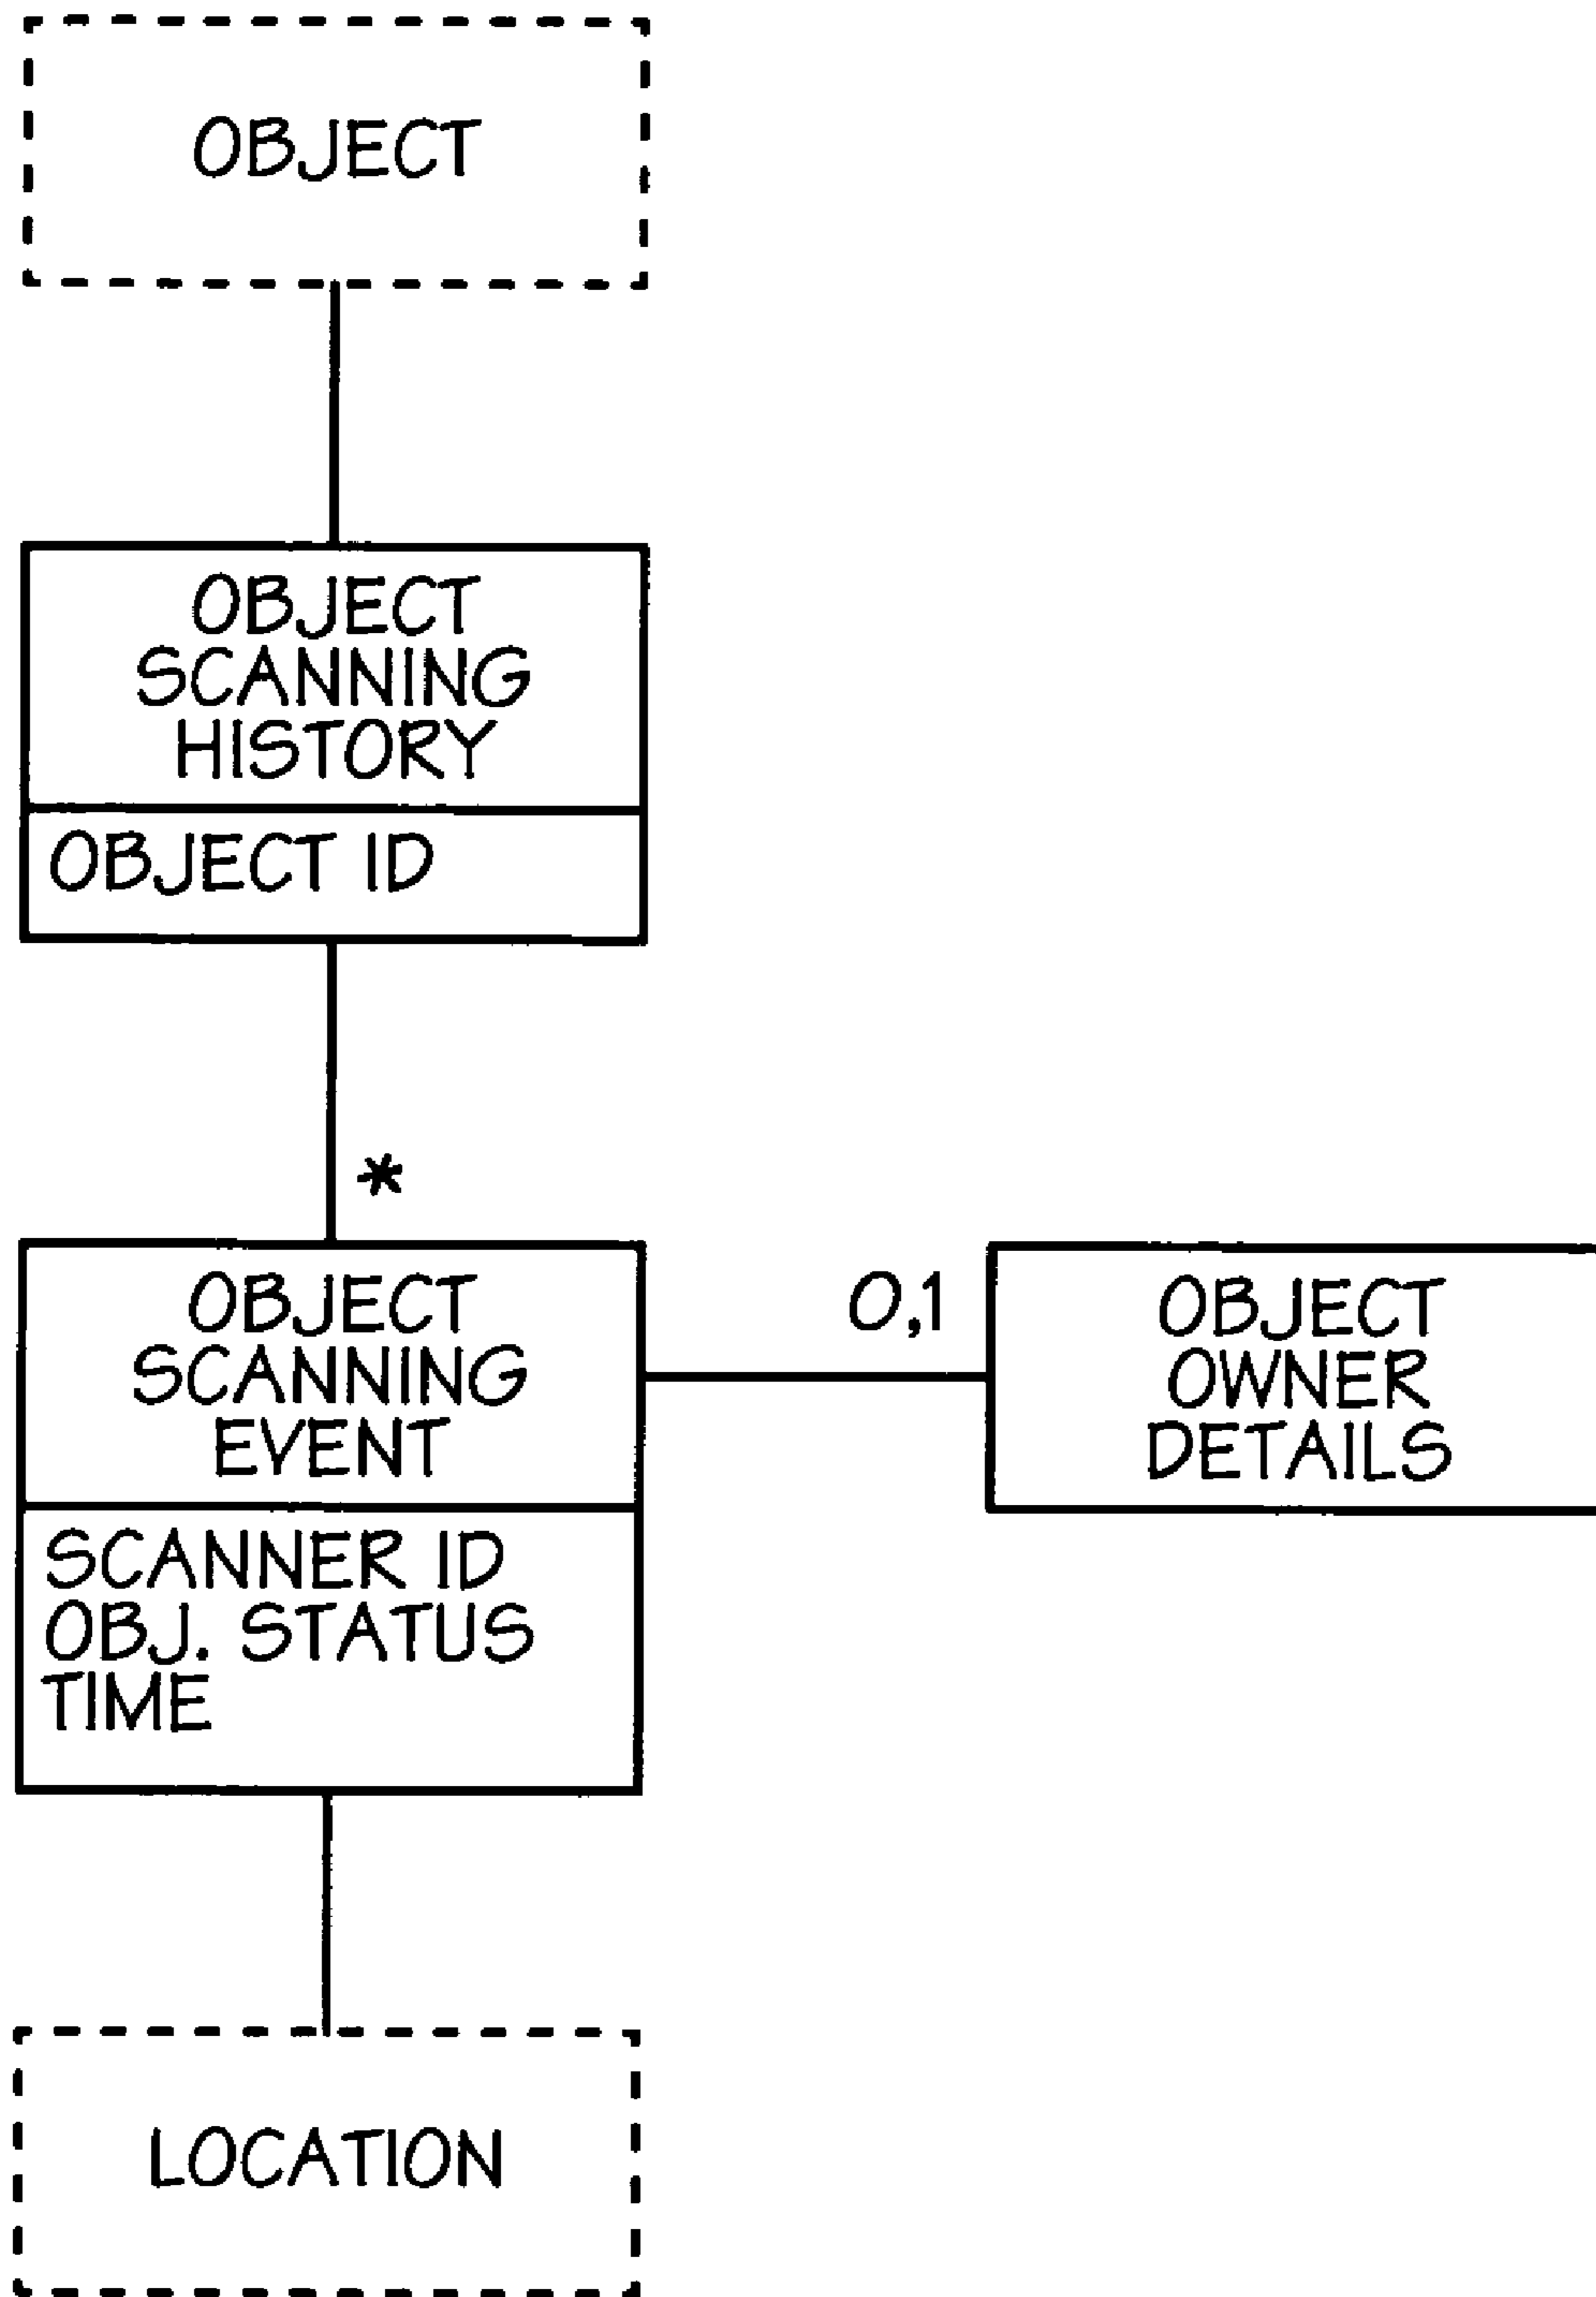 OBJECT
OBJECT
SCANNING
HISTORY
OBJECT ID
*
OBJECT
SCANNING
EVENT
SCANNER ID
OBJ. STATUS
TIME
0,1
OBJECT
OWNER
DETAILS
LOCATION